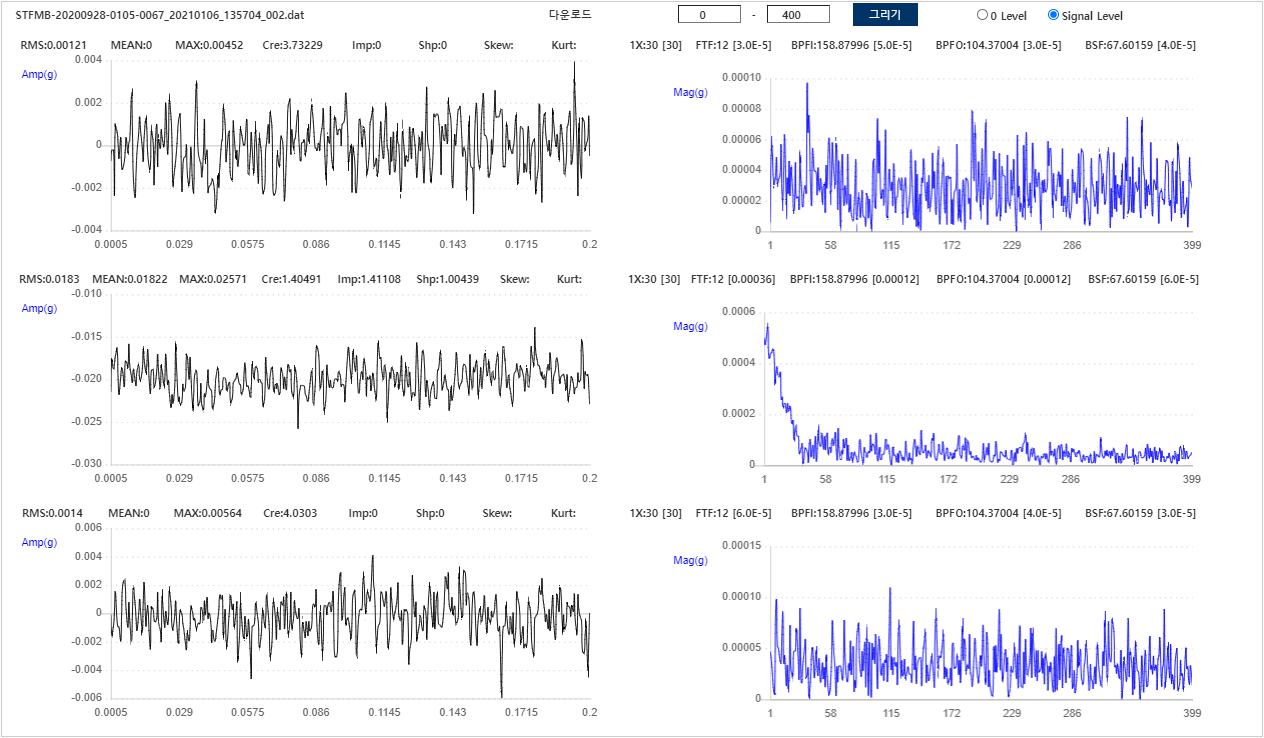 STFMB-20200928-0105-0067_20210106_135704_002.dat 다운로드 0 - 400 그리기 0 Level Signal Level
RMS:0.00121 MEAN:0 MAX:0.00452 Cre:3.73229 Imp:0 Shp:0 Skew: Kurt:
Amp(g)
0.004
0.002
0
-0.002
-0.004
0.0005 0.029 0.0575 0.086 0.1145 0.143 0.1715 0.2
1X:30 [30] FTF:12 [3.0E-5] BPFI:158.87996 [5.0E-5] BPFO:104.37004 [3.0E-5] BSF:67.60159 [4.0E-5]
Mag(g)
0.00010
0.00008
0.00006
0.00004
0.00002
0
1 58 115 172 229 286 399
RMS:0.0183 MEAN:0.01822 MAX:0.02571 Cre:1.40491 Imp:1.41108 Shp:1.00439 Skew: Kurt:
Amp(g)
-0.010
-0.015
-0.020
-0.025
-0.030
0.0005 0.029 0.0575 0.086 0.1145 0.143 0.1715 0.2
1X:30 [30] FTF:12 [0.00036] BPFI:158.87996 [0.00012] BPFO:104.37004 [0.00012] BSF:67.60159 [6.0E-5]
Mag(g)
0.0006
0.0004
0.0002
0
1 58 115 172 229 286 399
RMS:0.0014 MEAN:0 MAX:0.00564 Cre:4.0303 Imp:0 Shp:0 Skew: Kurt:
Amp(g)
0.006
0.004
0.002
0
-0.002
-0.004
-0.006
0.0005 0.029 0.0575 0.086 0.1145 0.143 0.1715 0.2
1X:30 [30] FTF:12 [6.0E-5] BPFI:158.87996 [3.0E-5] BPFO:104.37004 [4.0E-5] BSF:67.60159 [3.0E-5]
Mag(g)
0.00015
0.00010
0.00005
0
1 58 115 172 229 286 399